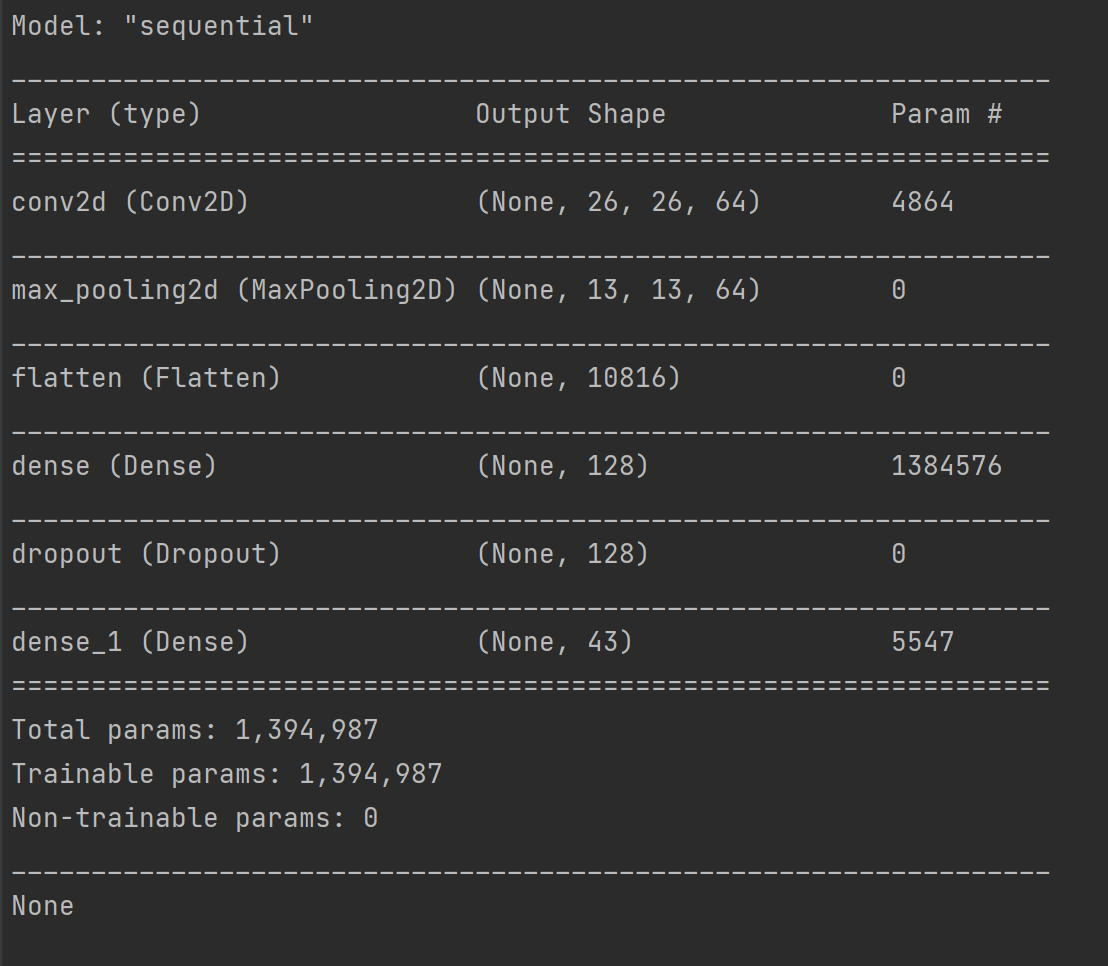 Model: "sequential"
_________________________________________________________________
Layer (type)                 Output Shape              Param #
=================================================================
conv2d (Conv2D)              (None, 26, 26, 64)        4864
_________________________________________________________________
max_pooling2d (MaxPooling2D) (None, 13, 13, 64)        0
_________________________________________________________________
flatten (Flatten)            (None, 10816)             0
_________________________________________________________________
dense (Dense)                (None, 128)               1384576
_________________________________________________________________
dropout (Dropout)            (None, 128)               0
_________________________________________________________________
dense_1 (Dense)              (None, 43)                5547
=================================================================
Total params: 1,394,987
Trainable params: 1,394,987
Non-trainable params: 0
_________________________________________________________________
None